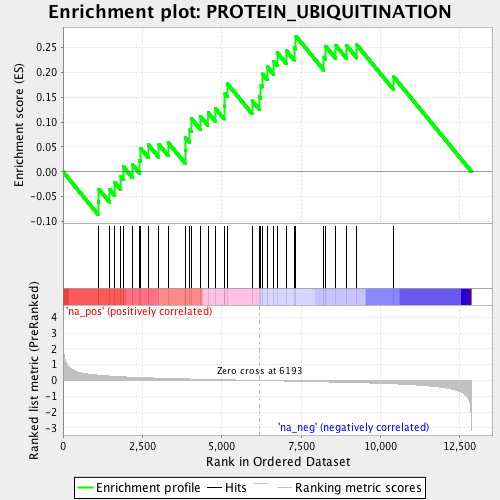 Enrichment plot: PROTEIN_UBIQUITINATION
Enrichment score (ES)
0.25
0.20
0.15
0.10
0.05
0.00
-0.05
-0.10
'na_pos' (positively correlated)
Ranked list metric (PreRanked)
4
3
2
1
0
-1
-2
-3
Zero cross at 6193
'na_neg' (negatively correlated)
0 2,500 5,000 7,500 10,000 12,500
Rank in Ordered Dataset
Enrichment profile Hits Ranking metric scores